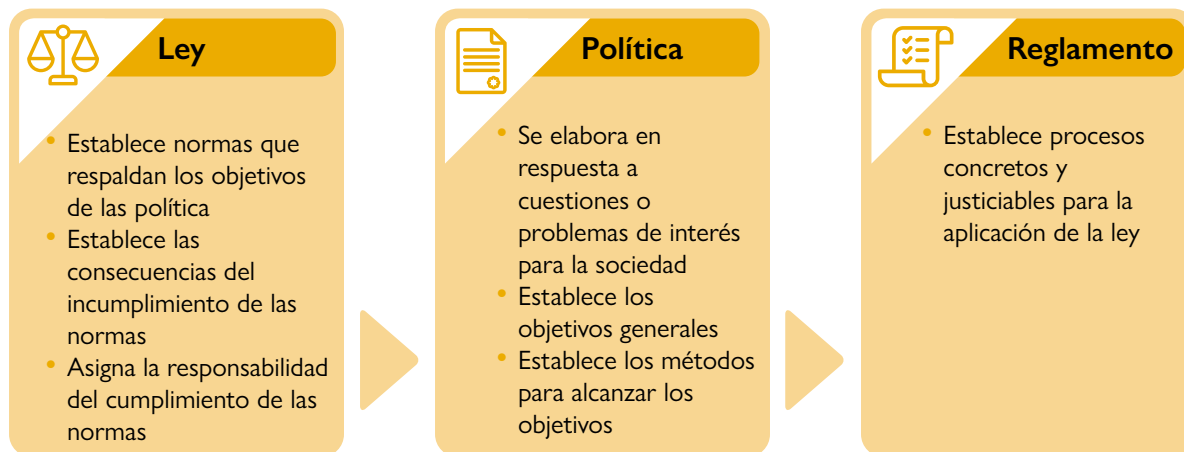 Ley
• Establece normas que
respaldan los objetivos
de las política
• Establece las
consecuencias del
incumplimiento de las
normas
• Asigna la responsabilidad
del cumplimiento de las
normas
Política
• Se elabora en
respuesta a
cuestiones o
problemas de interés
para la sociedad
• Establece los
objetivos generales
• Establece los métodos
para alcanzar los
objetivos
Reglamento
• Establece procesos
concretos y
justiciables para la
aplicación de la ley